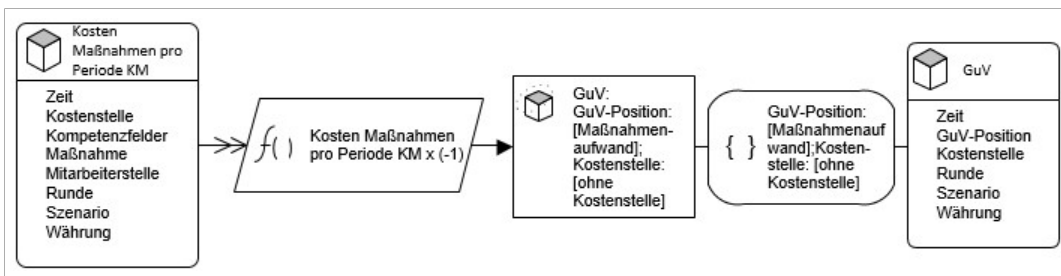 Kosten
Maßnahmen pro
Periode KM
Zeit
Kostenstelle
Kompetenzfelder
Maßnahme
Mitarbeiterstelle
Runde
Szenario
Währung
f( )
Kosten Maßnahmen
pro Periode KM x (-1)
GuV:
GuV-Position:
[Maßnahmen-
aufwand];
Kostenstelle:
[ohne
Kostenstelle]
{ }
GuV-Position:
[Maßnahmenauf
wand];Kosten-
stelle: [ohne
Kostenstelle]
GuV
Zeit
GuV-Position
Kostenstelle
Runde
Szenario
Währung